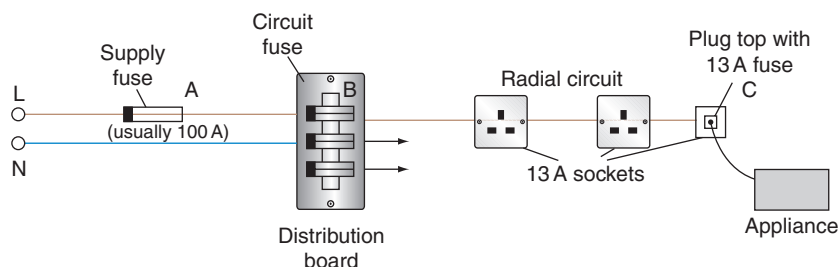 Supply
fuse
A
L
(usually 100 A)
N
Circuit
fuse
B
Distribution
board
Radial circuit
13 A sockets
Plug top with
13 A fuse
C
Appliance